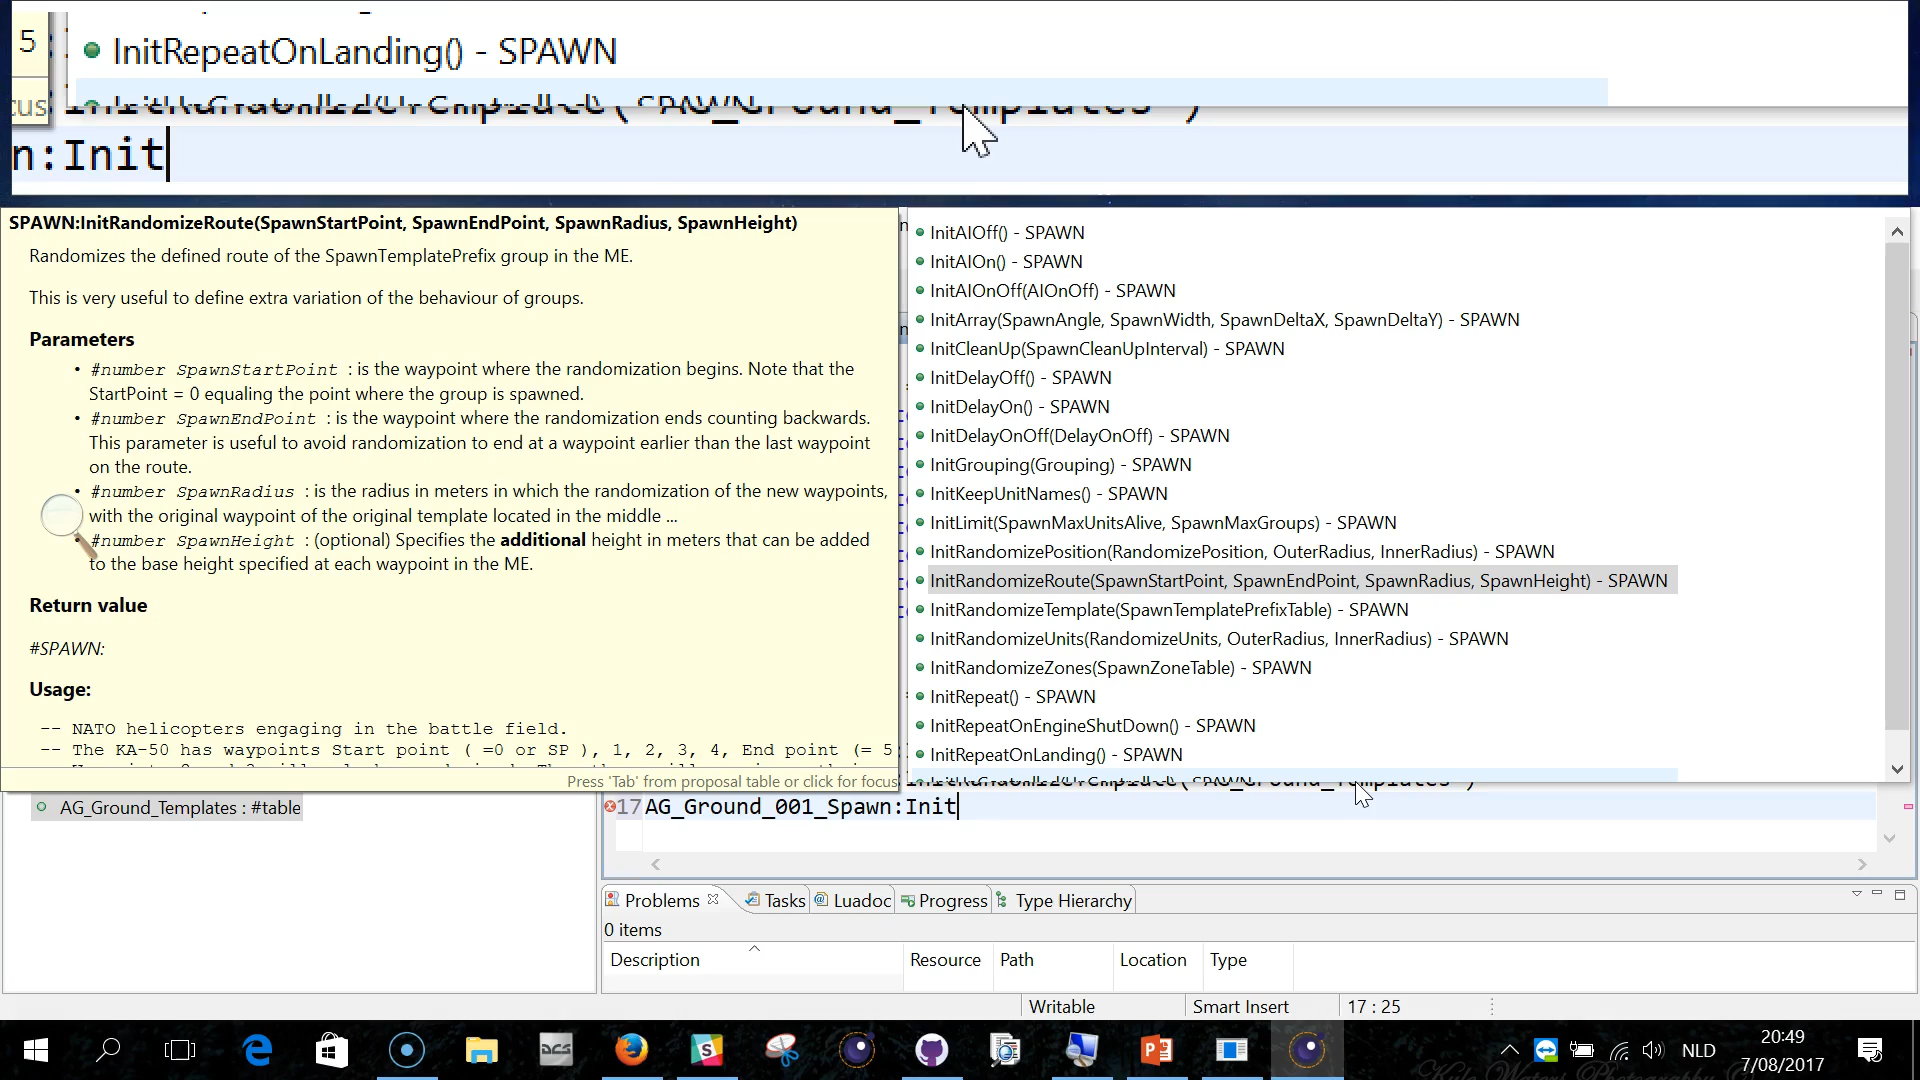 5
InitRepeatOnLanding() - SPAWN
cus
n:Init
SPAWN:InitRandomizeRoute(SpawnStartPoint, SpawnEndPoint, SpawnRadius, SpawnHeight)
Randomizes the defined route of the SpawnTemplatePrefix group in the ME.
This is very useful to define extra variation of the behaviour of groups.
Parameters
• #number SpawnStartPoint : is the waypoint where the randomization begins. Note that the
StartPoint = 0 equaling the point where the group is spawned.
• #number SpawnEndPoint : is the waypoint where the randomization ends counting backwards.
This parameter is useful to avoid randomization to end at a waypoint earlier than the last waypoint
on the route.
• #number SpawnRadius : is the radius in meters in which the randomization of the new waypoints,
with the original waypoint of the original template located in the middle ...
• #number SpawnHeight : (optional) Specifies the additional height in meters that can be added
to the base height specified at each waypoint in the ME.
Return value
#SPAWN:
Usage:
-- NATO helicopters engaging in the battle field.
-- The KA-50 has waypoints Start point ( =0 or SP ), 1, 2, 3, 4, End point (= 5
Press 'Tab' from proposal table or click for focus
InitAIOff() - SPAWN
InitAIOn() - SPAWN
InitAIOnOff(AIOnOff) - SPAWN
InitArray(SpawnAngle, SpawnWidth, SpawnDeltaX, SpawnDeltaY) - SPAWN
InitCleanUp(SpawnCleanUpInterval) - SPAWN
InitDelayOff() - SPAWN
InitDelayOn() - SPAWN
InitDelayOnOff(DelayOnOff) - SPAWN
InitGrouping(Grouping) - SPAWN
InitKeepUnitNames() - SPAWN
InitLimit(SpawnMaxUnitsAlive, SpawnMaxGroups) - SPAWN
InitRandomizePosition(RandomizePosition, OuterRadius, InnerRadius) - SPAWN
InitRandomizeRoute(SpawnStartPoint, SpawnEndPoint, SpawnRadius, SpawnHeight) - SPAWN
InitRandomizeTemplate(SpawnTemplatePrefixTable) - SPAWN
InitRandomizeUnits(RandomizeUnits, OuterRadius, InnerRadius) - SPAWN
InitRandomizeZones(SpawnZoneTable) - SPAWN
InitRepeat() - SPAWN
InitRepeatOnEngineShutDown() - SPAWN
InitRepeatOnLanding() - SPAWN
AG_Ground_Templates : #table
17 AG_Ground_001_Spawn:Init
Problems Tasks Luadoc Progress Type Hierarchy
0 items
Description Resource Path Location Type
Writable Smart Insert 17 : 25
DCS NLD 20:49
7/08/2017